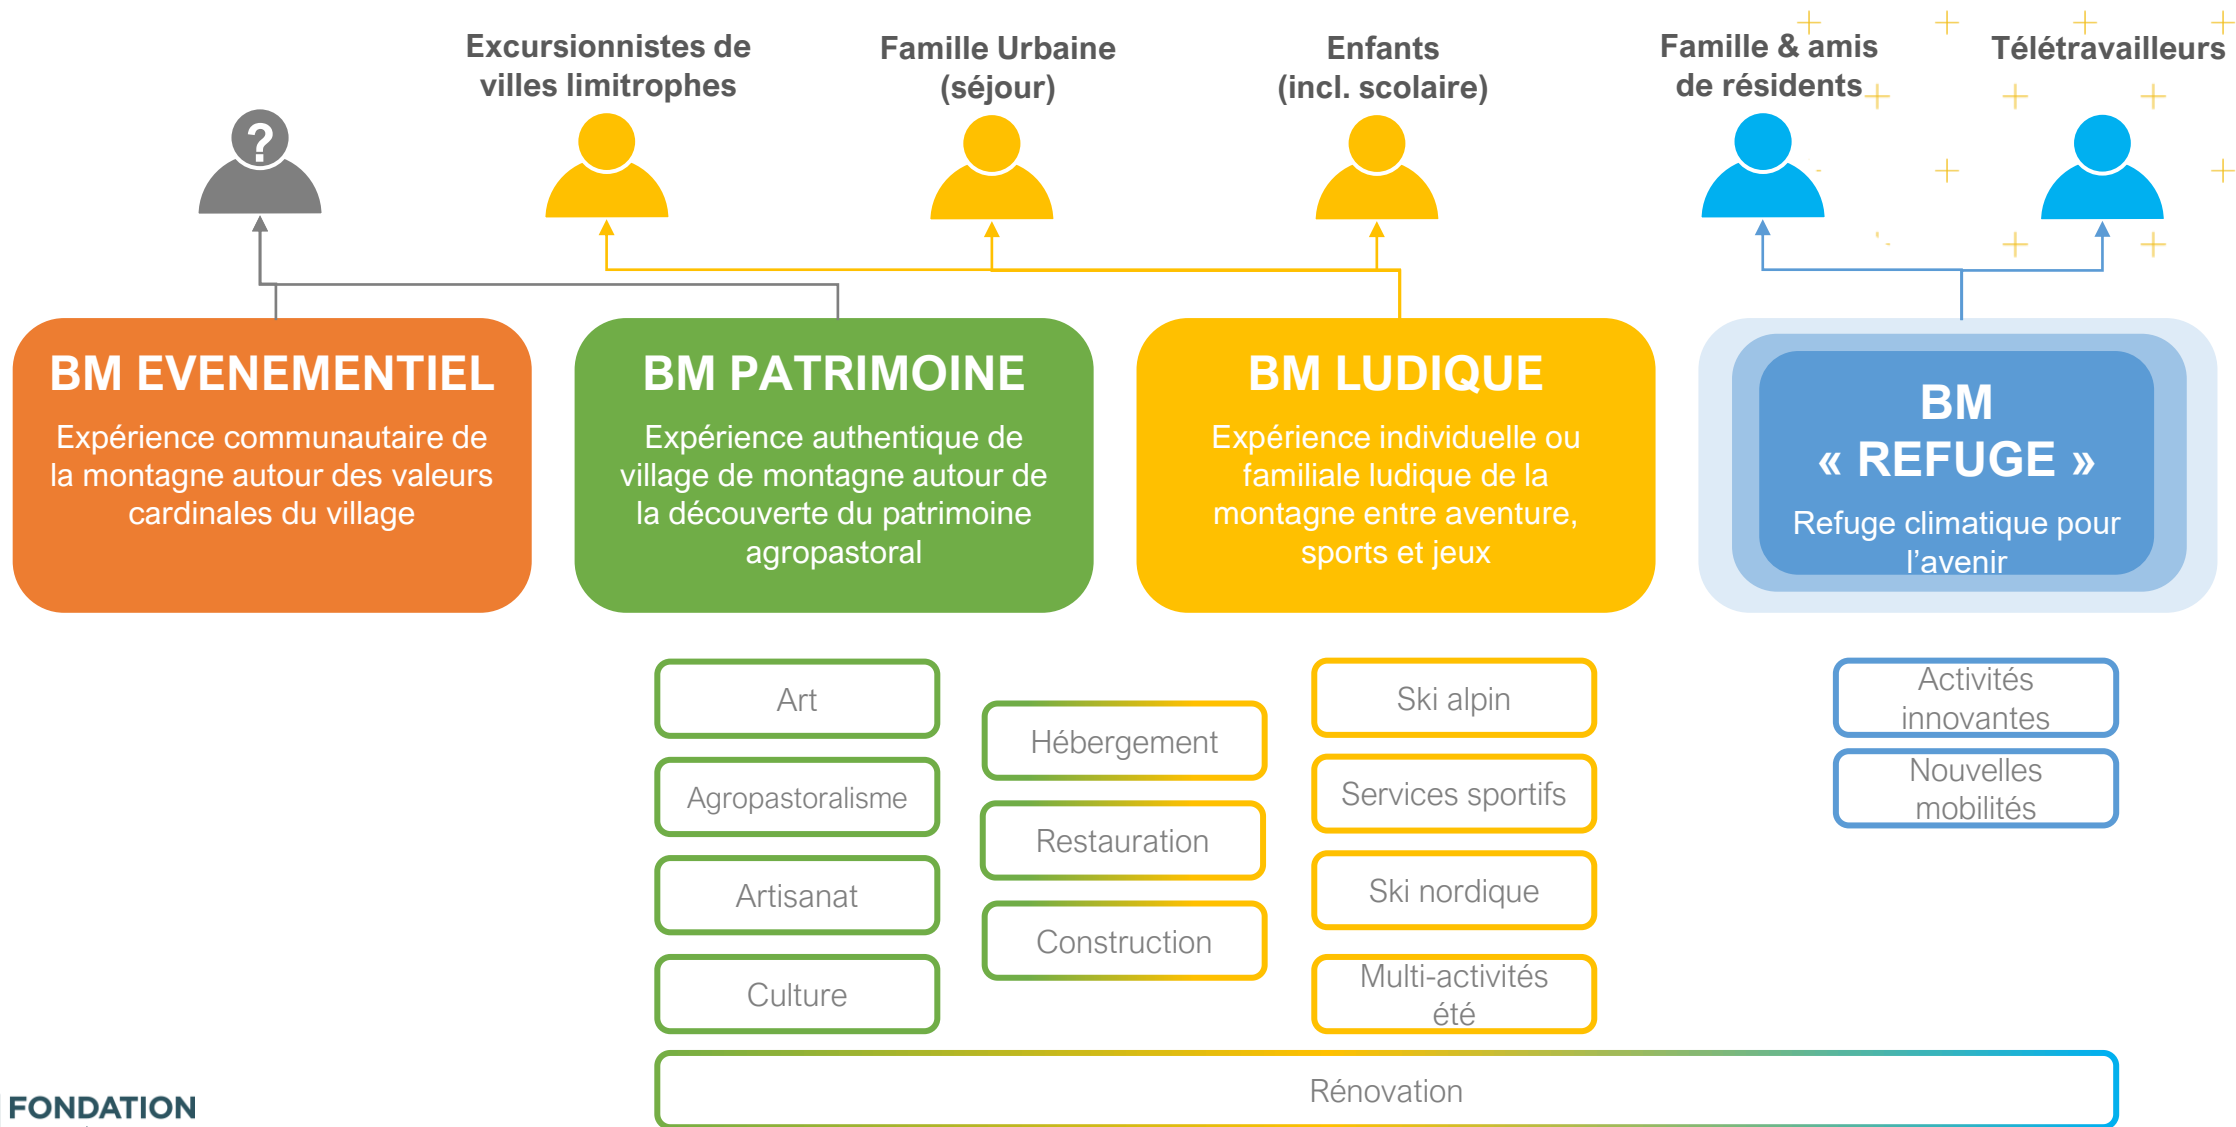 Excursionnistes de
villes limitrophes
Famille Urbaine
(séjour)
Enfants
(incl. scolaire)
Famille & amis
de résidents
Télétravailleurs
?
BM EVENEMENTIEL
Expérience communautaire de
la montagne autour des valeurs
cardinales du village
BM PATRIMOINE
Expérience authentique de
village de montagne autour de
la découverte du patrimoine
agropastoral
BM LUDIQUE
Expérience individuelle ou
familiale ludique de la
montagne entre aventure,
sports et jeux
BM
« REFUGE »
Refuge climatique pour
l’avenir
Art
Agropastoralisme
Artisanat
Culture
Hébergement
Restauration
Construction
Ski alpin
Services sportifs
Ski nordique
Multi-activités
été
Activités
innovantes
Nouvelles
mobilités
Rénovation
FONDATION